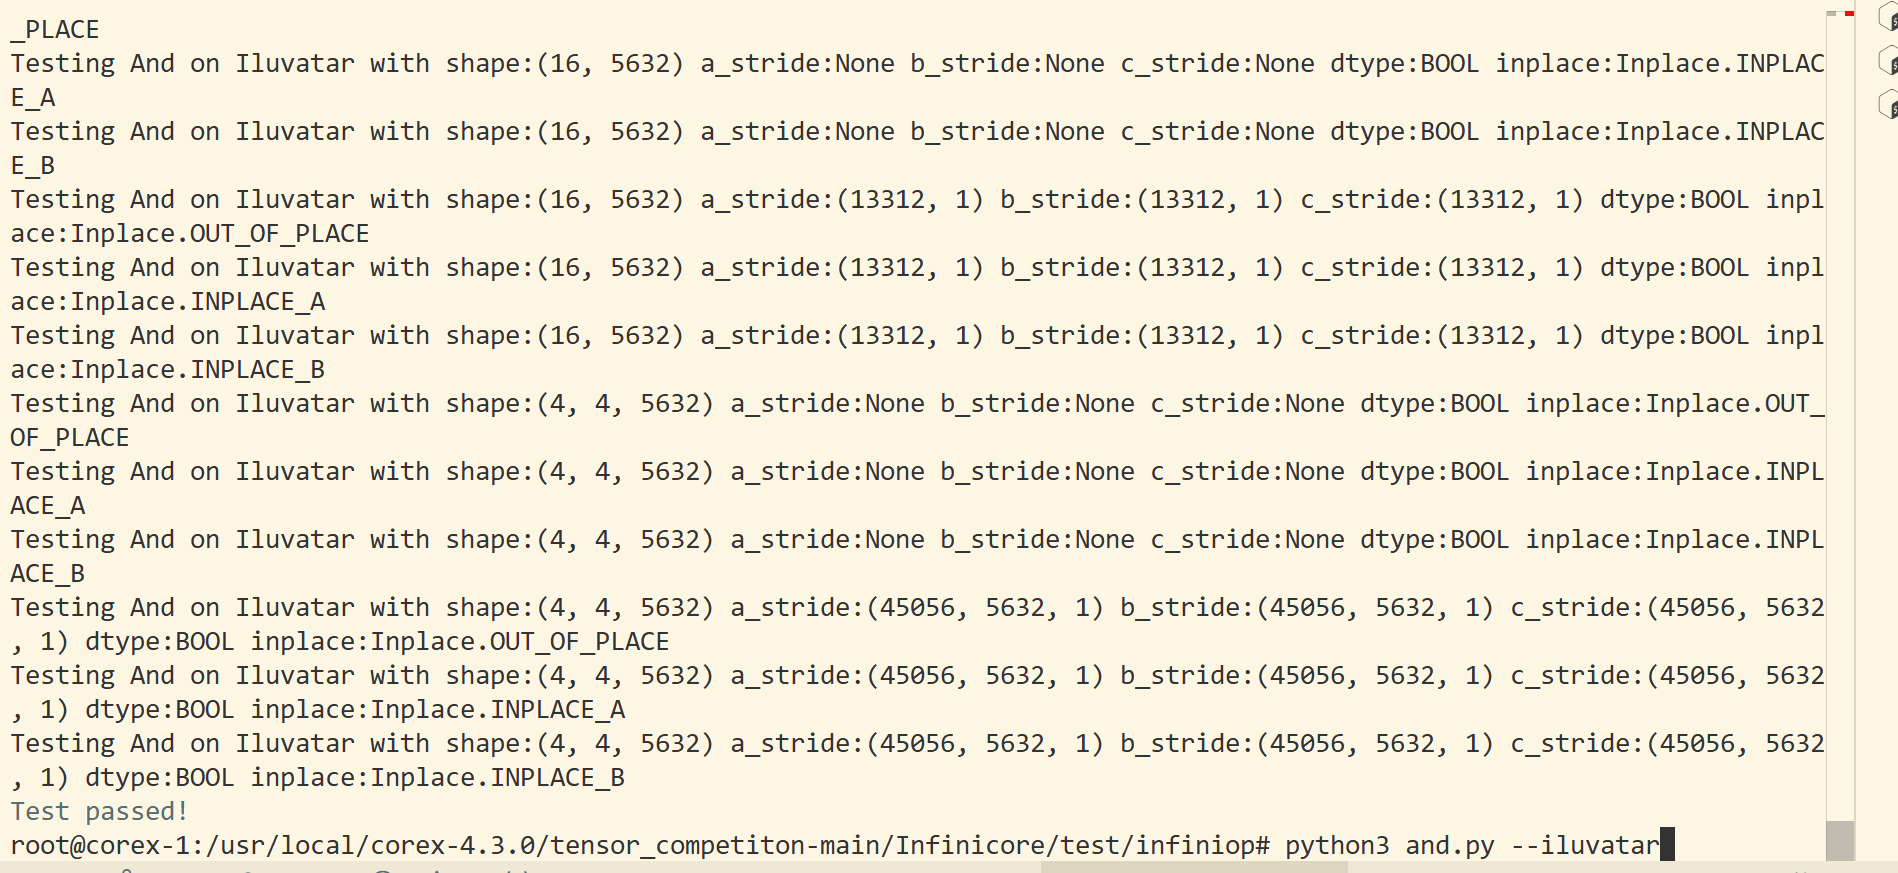 _PLACE
Testing And on Iluvatar with shape:(16, 5632) a_stride:None b_stride:None c_stride:None dtype:BOOL inplace:Inplace.INPLAC
E_A
Testing And on Iluvatar with shape:(16, 5632) a_stride:None b_stride:None c_stride:None dtype:BOOL inplace:Inplace.INPLAC
E_B
Testing And on Iluvatar with shape:(16, 5632) a_stride:(13312, 1) b_stride:(13312, 1) c_stride:(13312, 1) dtype:BOOL inpl
ace:Inplace.OUT_OF_PLACE
Testing And on Iluvatar with shape:(16, 5632) a_stride:(13312, 1) b_stride:(13312, 1) c_stride:(13312, 1) dtype:BOOL inpl
ace:Inplace.INPLACE_A
Testing And on Iluvatar with shape:(16, 5632) a_stride:(13312, 1) b_stride:(13312, 1) c_stride:(13312, 1) dtype:BOOL inpl
ace:Inplace.INPLACE_B
Testing And on Iluvatar with shape:(4, 4, 5632) a_stride:None b_stride:None c_stride:None dtype:BOOL inplace:Inplace.OUT_
OF_PLACE
Testing And on Iluvatar with shape:(4, 4, 5632) a_stride:None b_stride:None c_stride:None dtype:BOOL inplace:Inplace.INPL
ACE_A
Testing And on Iluvatar with shape:(4, 4, 5632) a_stride:None b_stride:None c_stride:None dtype:BOOL inplace:Inplace.INPL
ACE_B
Testing And on Iluvatar with shape:(4, 4, 5632) a_stride:(45056, 5632, 1) b_stride:(45056, 5632, 1) c_stride:(45056, 5632
, 1) dtype:BOOL inplace:Inplace.OUT_OF_PLACE
Testing And on Iluvatar with shape:(4, 4, 5632) a_stride:(45056, 5632, 1) b_stride:(45056, 5632, 1) c_stride:(45056, 5632
, 1) dtype:BOOL inplace:Inplace.INPLACE_A
Testing And on Iluvatar with shape:(4, 4, 5632) a_stride:(45056, 5632, 1) b_stride:(45056, 5632, 1) c_stride:(45056, 5632
, 1) dtype:BOOL inplace:Inplace.INPLACE_B
Test passed!
root@corex-1:/usr/local/corex-4.3.0/tensor_competiton-main/Infinicore/test/infiniop# python3 and.py --iluvatar